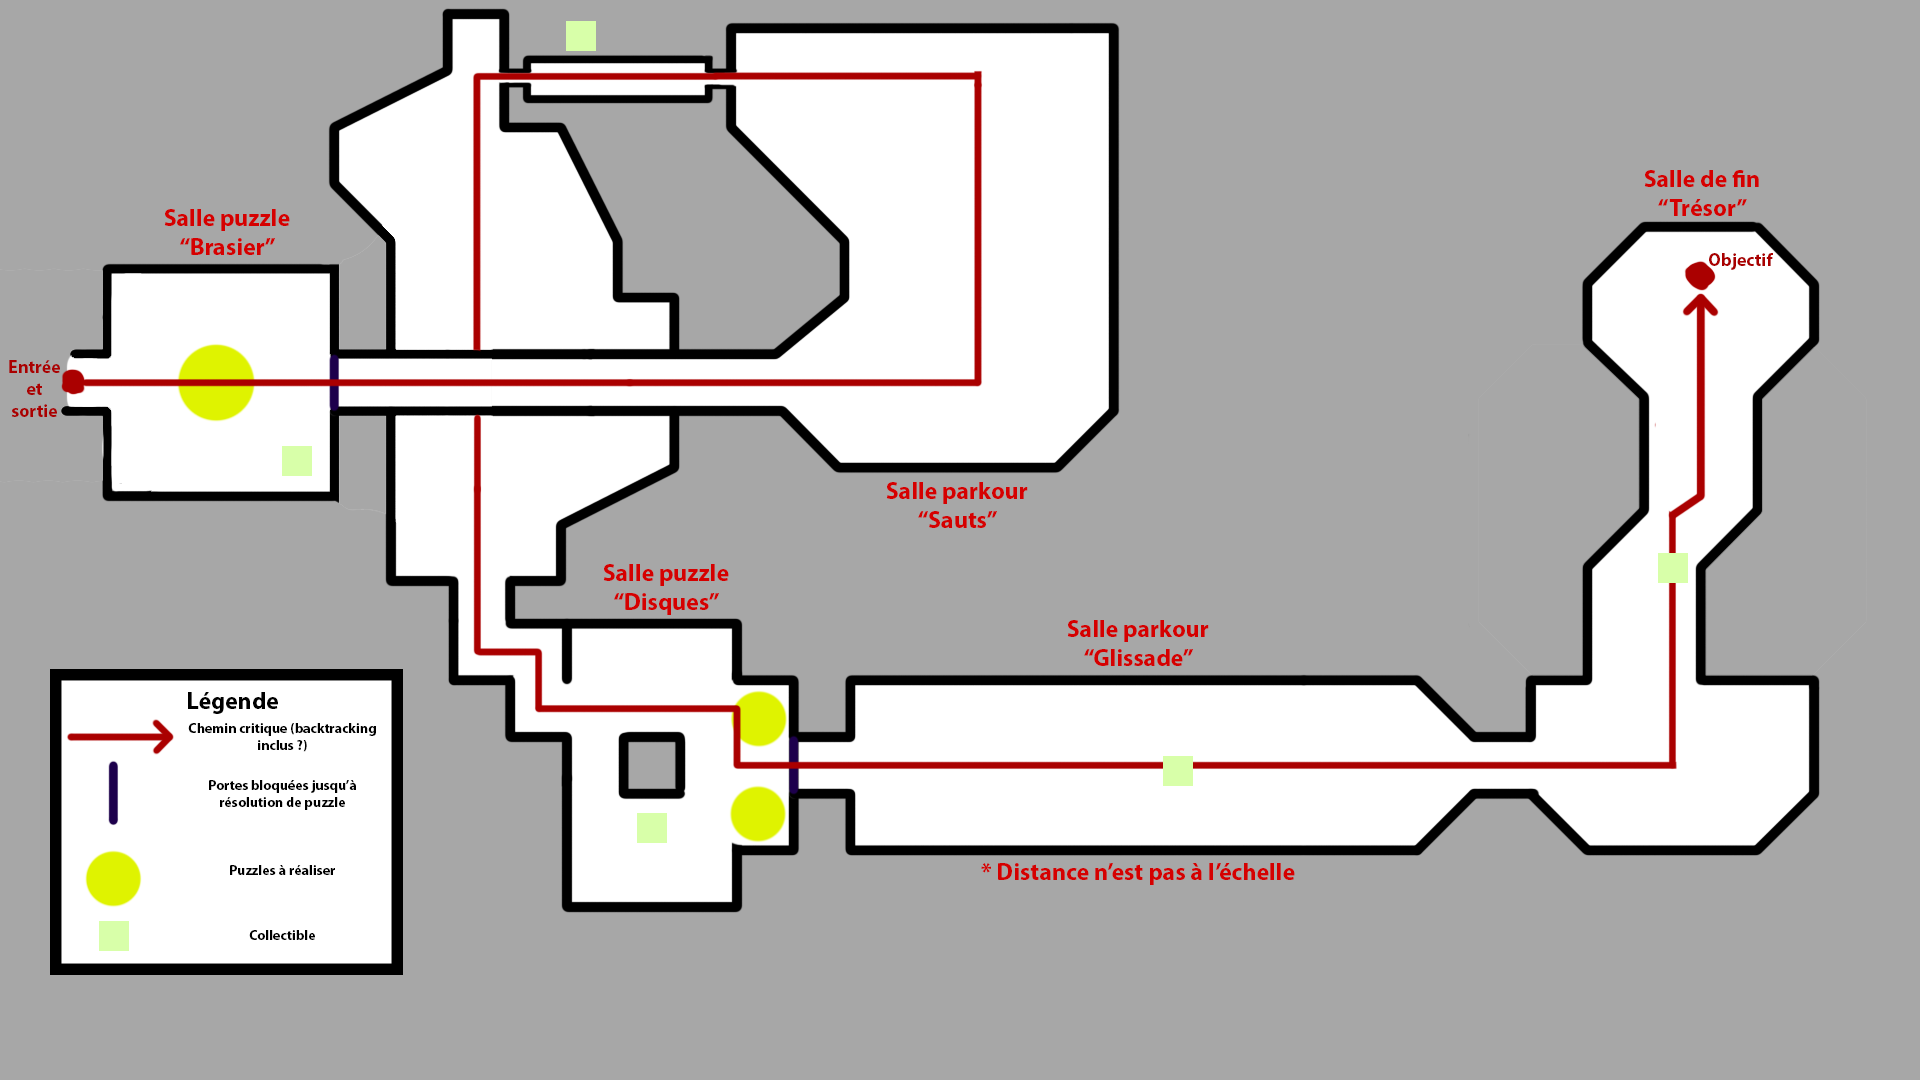 Salle puzzle
“Brasier”
Entrée
et
sortie
Salle parkour
“Sauts”
Salle puzzle
“Disques”
Salle parkour
“Glissade”
* Distance n’est pas à l’échelle
Salle de fin
“Trésor”
Objectif
Légende
Chemin critique (backtracking
inclus ?)
Portes bloquées jusqu’à
résolution de puzzle
Puzzles à réaliser
Collectible